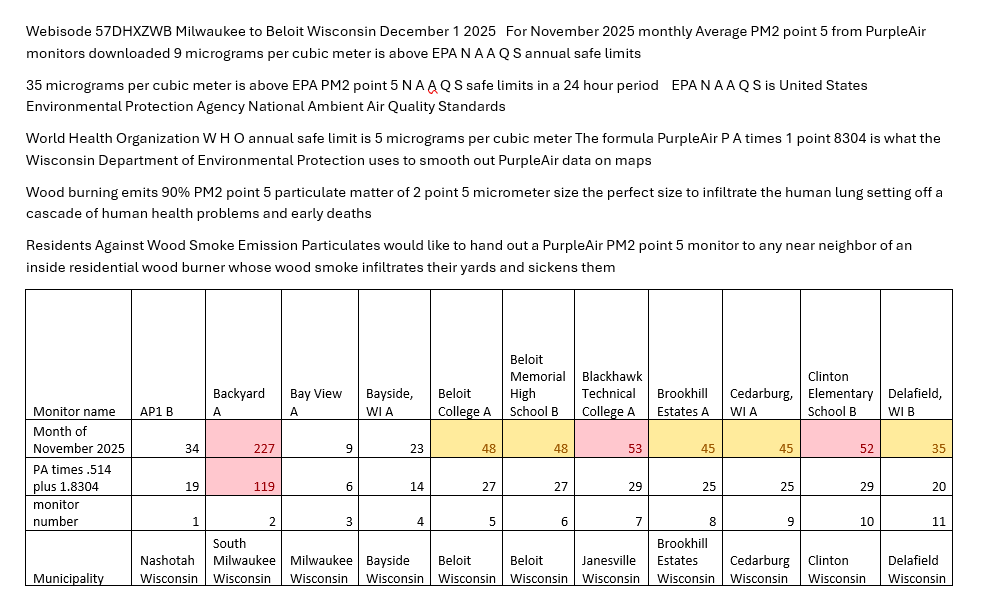 Webisode 57DHXZWB Milwaukee to Beloit Wisconsin December 1 2025   For November 2025 monthly Average PM2 point 5 from PurpleAir
monitors downloaded 9 micrograms per cubic meter is above EPA N A A Q S annual safe limits
35 micrograms per cubic meter is above EPA PM2 point 5 N A A Q S safe limits in a 24 hour period   EPA N A A Q S is United States
Environmental Protection Agency National Ambient Air Quality Standards
World Health Organization W H O annual safe limit is 5 micrograms per cubic meter The formula PurpleAir P A times 1 point 8304 is what the
Wisconsin Department of Environmental Protection uses to smooth out PurpleAir data on maps
Wood burning emits 90% PM2 point 5 particulate matter of 2 point 5 micrometer size the perfect size to infiltrate the human lung setting off a
cascade of human health problems and early deaths
Residents Against Wood Smoke Emission Particulates would like to hand out a PurpleAir PM2 point 5 monitor to any near neighbor of an
inside residential wood burner whose wood smoke infiltrates their yards and sickens them
Monitor name
AP1 B
Backyard
A
Bay View
A
Bayside,
WI A
Beloit
College A
Beloit
Memorial
High
School B
Blackhawk
Technical
College A
Brookhill
Estates A
Cedarburg,
WI A
Clinton
Elementary
School B
Delafield,
WI B
Month of
November 2025
34
227
9
23
48
48
53
45
45
52
35
PA times .514
plus 1.8304
19
119
6
14
27
27
29
25
25
29
20
monitor
number
1
2
3
4
5
6
7
8
9
10
11
Municipality
Nashotah
Wisconsin
South
Milwaukee
Wisconsin
Milwaukee
Wisconsin
Bayside
Wisconsin
Beloit
Wisconsin
Beloit
Wisconsin
Janesville
Wisconsin
Brookhill
Estates
Wisconsin
Cedarburg
Wisconsin
Clinton
Wisconsin
Delafield
Wisconsin